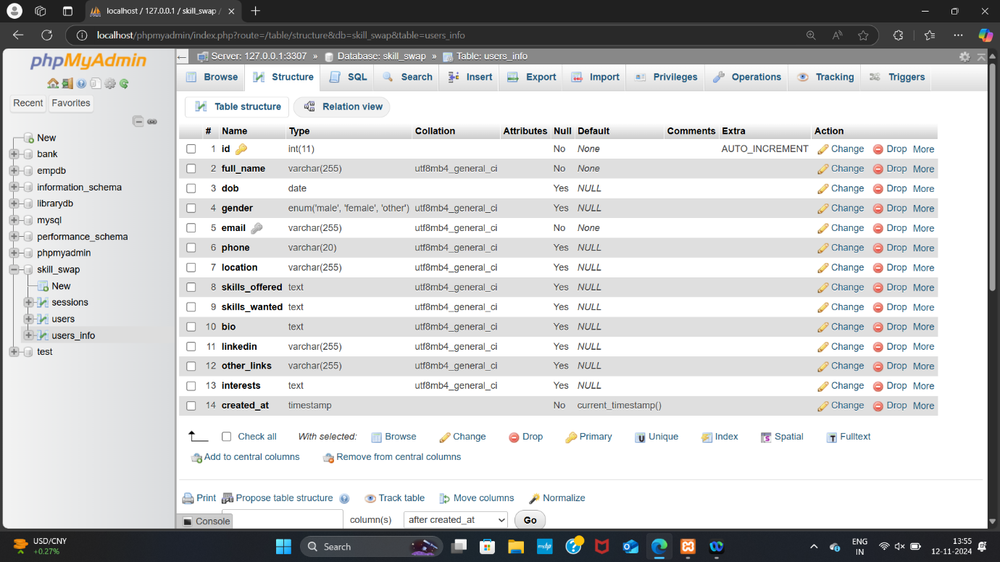 localhost / 127.0.0.1 / skill_swap /
localhost/phpmyadmin/index.php?route=/table/structure&db=skill_swap&table=users_info
phpMyAdmin
Recent Favorites
New
bank
empdb
information_schema
librarydb
mysql
performance_schema
phpmyadmin
skill_swap
New
sessions
users
users_info
test
Server: 127.0.0.1:3307 » Database: skill_swap » Table: users_info
Browse Structure SQL Search Insert Export Import Privileges Operations Tracking Triggers
Table structure Relation view
# Name Type Collation Attributes Null Default Comments Extra Action
1 id int(11) No None AUTO_INCREMENT Change Drop More
2 full_name varchar(255) utf8mb4_general_ci No None Change Drop More
3 dob date Yes NULL Change Drop More
4 gender enum('male', 'female', 'other') utf8mb4_general_ci Yes NULL Change Drop More
5 email varchar(255) utf8mb4_general_ci No None Change Drop More
6 phone varchar(20) utf8mb4_general_ci Yes NULL Change Drop More
7 location varchar(255) utf8mb4_general_ci Yes NULL Change Drop More
8 skills_offered text utf8mb4_general_ci Yes NULL Change Drop More
9 skills_wanted text utf8mb4_general_ci Yes NULL Change Drop More
10 bio text utf8mb4_general_ci Yes NULL Change Drop More
11 linkedin varchar(255) utf8mb4_general_ci Yes NULL Change Drop More
12 other_links varchar(255) utf8mb4_general_ci Yes NULL Change Drop More
13 interests text utf8mb4_general_ci Yes NULL Change Drop More
14 created_at timestamp No current_timestamp() Change Drop More
Check all With selected: Browse Change Drop Primary Unique Index Spatial Fulltext
Add to central columns Remove from central columns
Print Propose table structure Track table Move columns Normalize
column(s) after created_at Go
Console
USD/CNY
+0.27%
Search
ENG
IN
13:55
12-11-2024